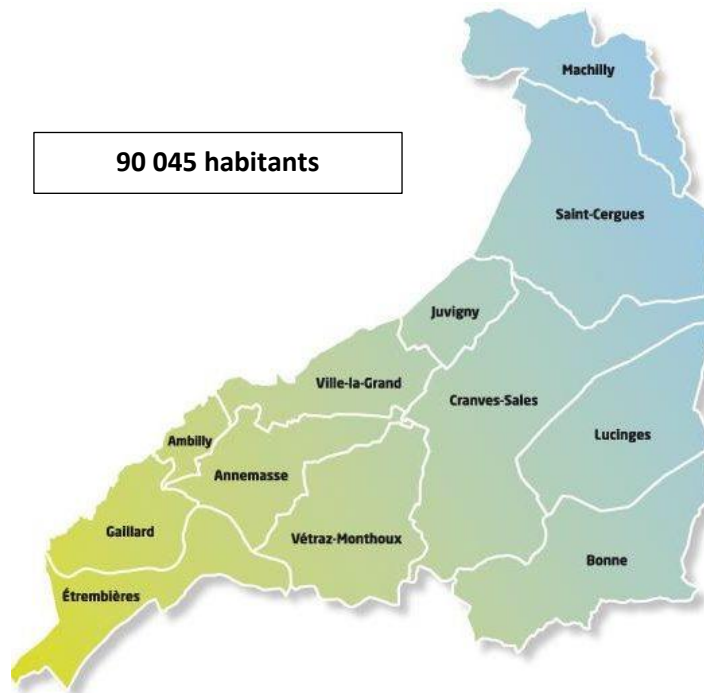 Machilly
90 045 habitants
Saint-Cergues
Juvigny
Ville-la-Grand
Cranves-Sales
Lucinges
Ambilly
Annemasse
Gaillard
Vétraz-Monthoux
Bonne
Étrembières